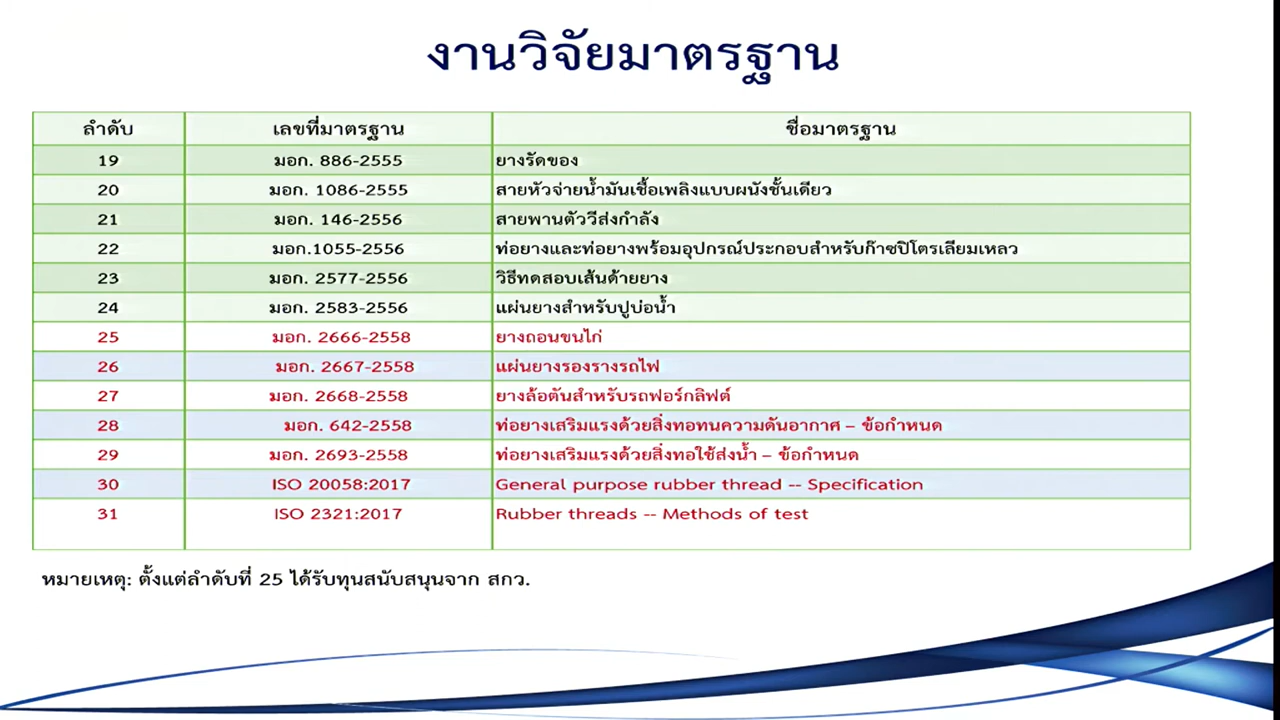 งานวิจัยมาตรฐาน
ลำดับ เลขที่มาตรฐาน ชื่อมาตรฐาน
19 มอก. 886-2555 ยางรัดของ
20 มอก. 1086-2555 สายหัวจ่ายน้ำมันเชื้อเพลิงแบบผนังชั้นเดียว
21 มอก. 146-2556 สายพานตัววีส่งกำลัง
22 มอก.1055-2556 ท่อยางและท่อยางพร้อมอุปกรณ์ประกอบสำหรับก๊าซปิโตรเลียมเหลว
23 มอก. 2577-2556 วิธีทดสอบเส้นด้ายยาง
24 มอก. 2583-2556 แผ่นยางสำหรับปูบ่อน้ำ
25 มอก. 2666-2558 ยางถอนขนไก่
26 มอก. 2667-2558 แผ่นยางรองรางรถไฟ
27 มอก. 2668-2558 ยางล้อตันสำหรับรถฟอร์กลิฟต์
28 มอก. 642-2558 ท่อยางเสริมแรงด้วยสิ่งทอทนความดันอากาศ – ข้อกำหนด
29 มอก. 2693-2558 ท่อยางเสริมแรงด้วยสิ่งทอใช้ส่งน้ำ – ข้อกำหนด
30 ISO 20058:2017 General purpose rubber thread -- Specification
31 ISO 2321:2017 Rubber threads -- Methods of test
หมายเหตุ: ตั้งแต่ลำดับที่ 25 ได้รับทุนสนับสนุนจาก สกว.